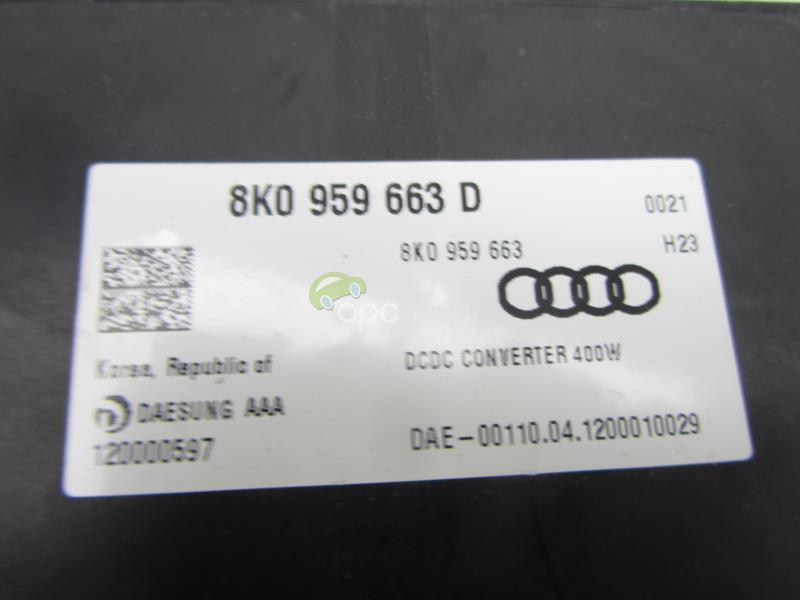 8K0 959 663 D
0021
8K0 959 663
H23
apc
Korea, Republic of
DCDC CONVERTER 400W
DAESUNG AAA
120000597
DAE-00110.04.1200010029